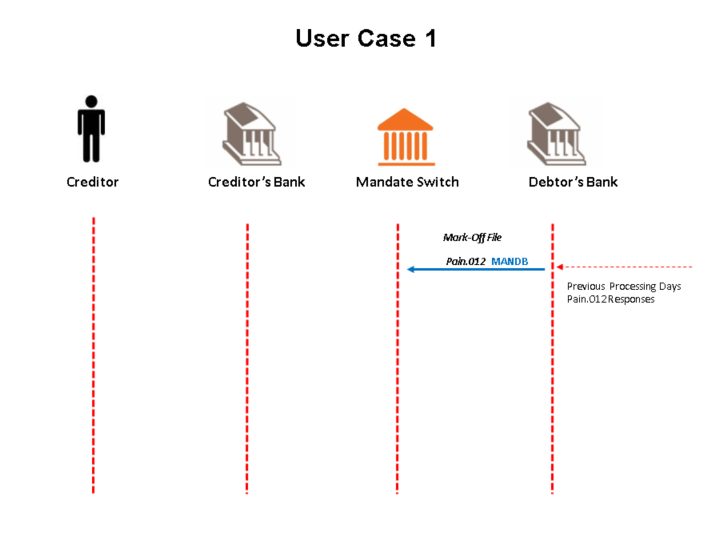 User Case 1
Creditor
Creditor's Bank
Mandate Switch
Debtor's Bank
Mark-Off File
Pain.012 MANDB
Previous Processing Days
Pain.012 Responses